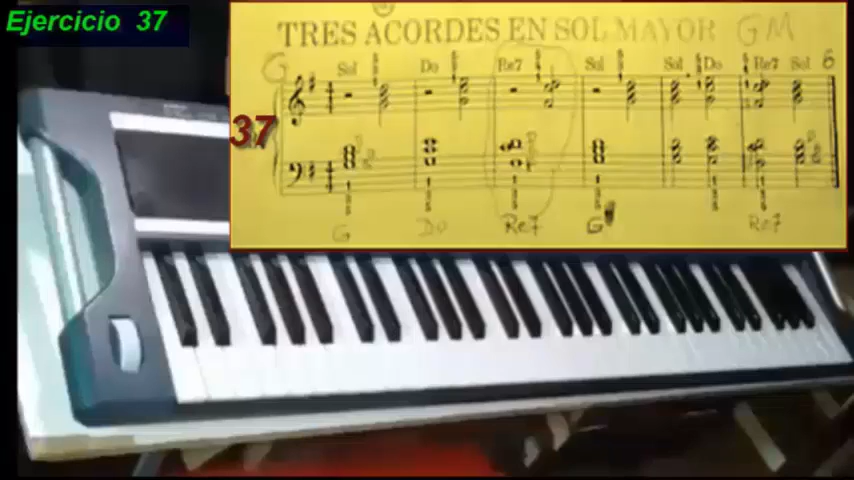 Ejercicio 37
TRES ACORDES EN SOL MAYOR GM
G
Sol Do Re7 Sol Sol Do Re7 Sol
37
G Do Re7 G Re7